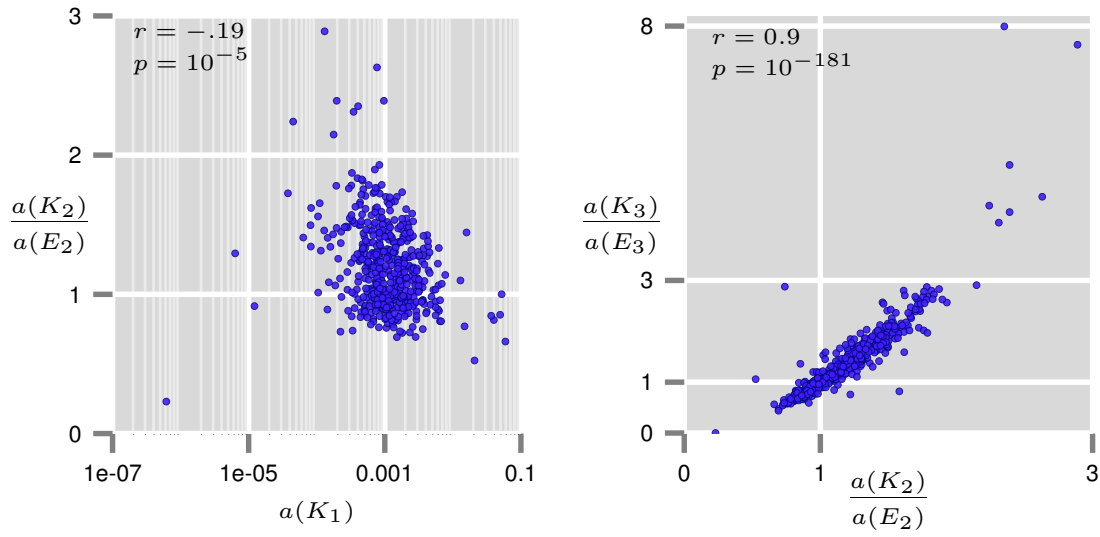 3
r = −.19
p = 10^−5
2
a(K2)
a(E2)
1
0
1e-07 1e-05 0.001 0.1
a(K1)
8
r = 0.9
p = 10^−181
a(K3)
a(E3)
3
1
0
0 1 3
a(K2)
a(E2)